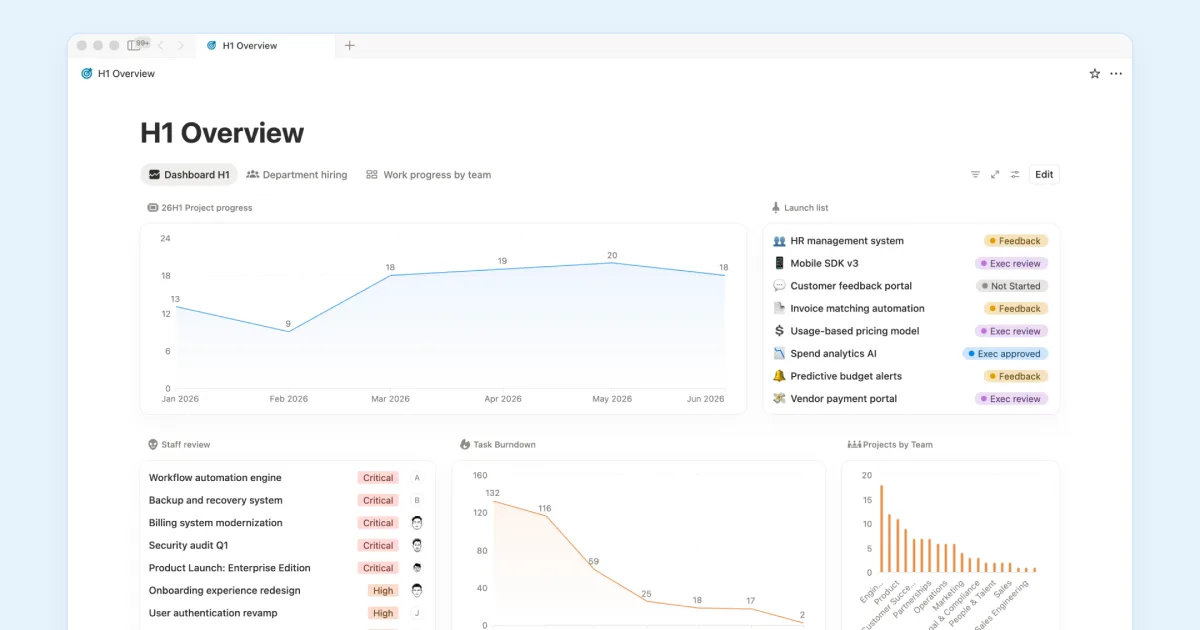 99+
H1 Overview
H1 Overview
H1 Overview
Dashboard H1 Department hiring Work progress by team Edit
26H1 Project progress
24
18
12
6
0
13
9
18
19
20
18
Jan 2026 Feb 2026 Mar 2026 Apr 2026 May 2026 Jun 2026
Launch list
HR management system Feedback
Mobile SDK v3 Exec review
Customer feedback portal Not Started
Invoice matching automation Feedback
Usage-based pricing model Exec review
Spend analytics AI Exec approved
Predictive budget alerts Feedback
Vendor payment portal Exec review
Staff review
Workflow automation engine Critical A
Backup and recovery system Critical B
Billing system modernization Critical
Security audit Q1 Critical
Product Launch: Enterprise Edition Critical
Onboarding experience redesign High
User authentication revamp High J
Task Burndown
160
120
80
40
0
132
116
59
25
18
17
2
Projects by Team
20
15
10
5
0
Engin...
Product
Customer Succe...
Partnerships
Operations
Marketing
& Compliance
People & Talent
Sales
Sales Engineering